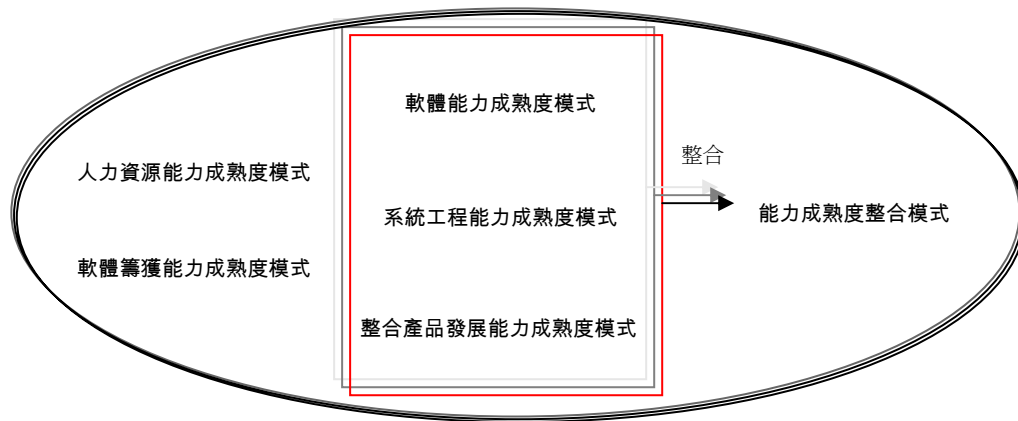 人力資源能力成熟度模式
軟體籌獲能力成熟度模式
軟體能力成熟度模式
系統工程能力成熟度模式
整合產品發展能力成熟度模式
整合
能力成熟度整合模式